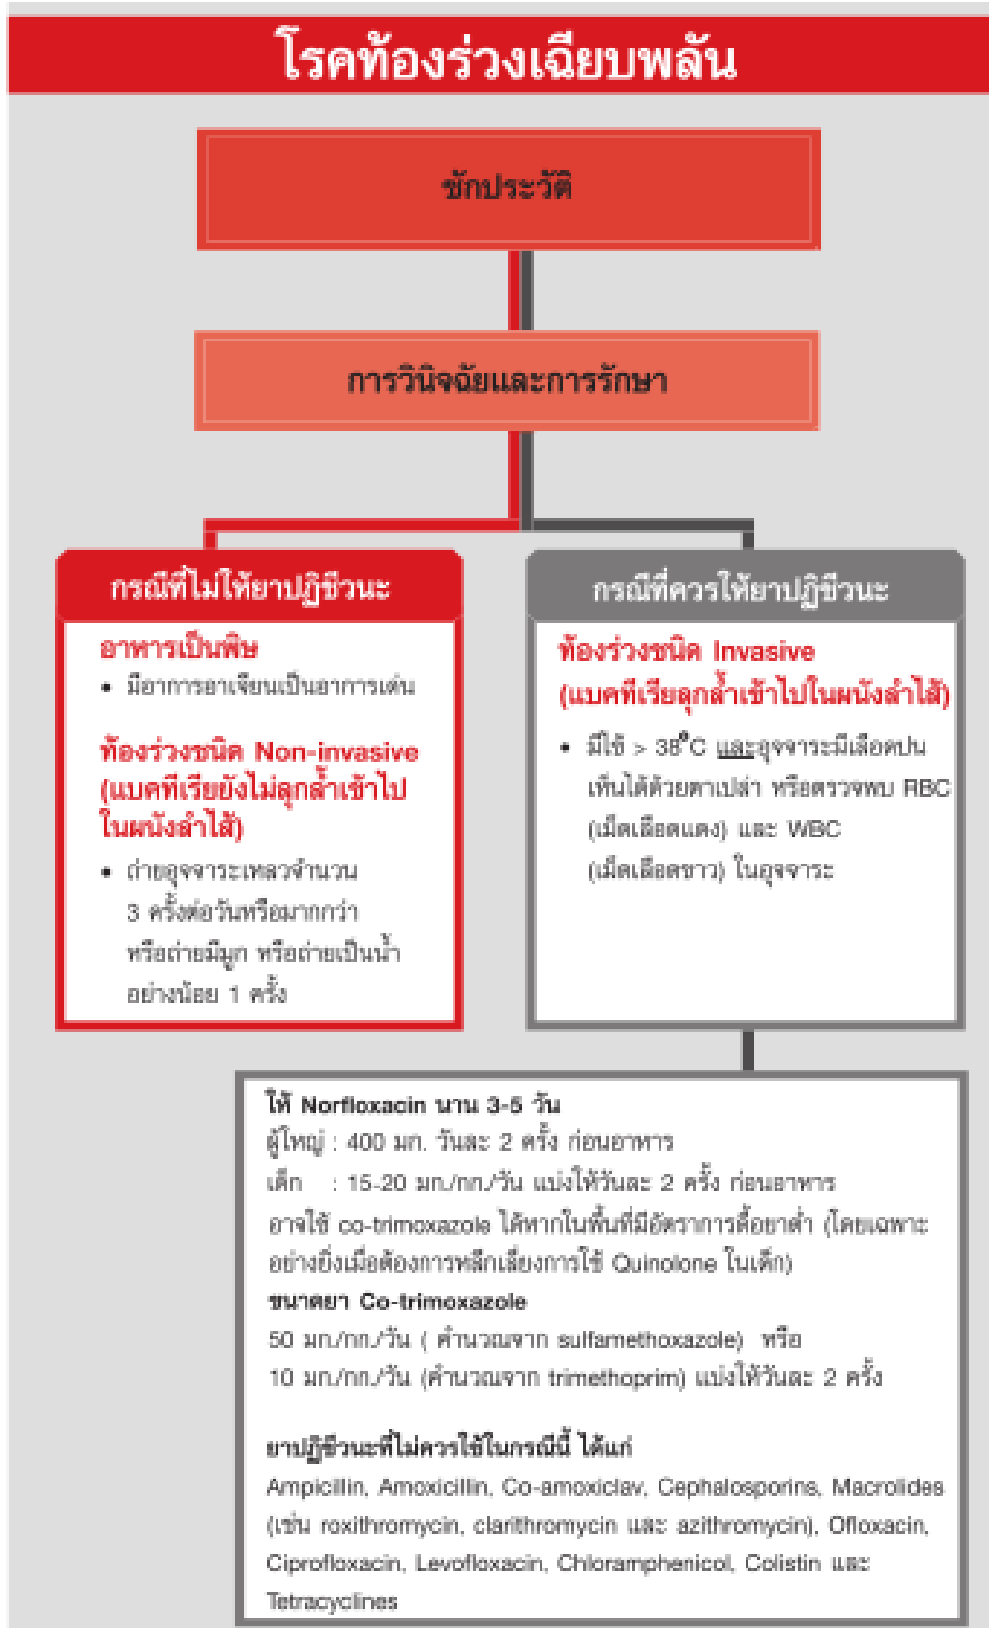 โรคท้องร่วงเฉียบพลัน
ซักประวัติ
การวินิจฉัยและการรักษา
กรณีที่ไม่ให้ยาปฏิชีวนะ
อาหารเป็นพิษ
• มีอาการอาเจียนเป็นอาการเด่น
ท้องร่วงชนิด Non-invasive
(แบคทีเรียยังไม่ลุกล้ำเข้าไป
ในผนังลำไส้)
• ถ่ายอุจจาระเหลวจำนวน
3 ครั้งต่อวันหรือมากกว่า
หรือถ่ายมีมูก หรือถ่ายเป็นน้ำ
อย่างน้อย 1 ครั้ง
กรณีที่ควรให้ยาปฏิชีวนะ
ท้องร่วงชนิด Invasive
(แบคทีเรียลุกล้ำเข้าไปในผนังลำไส้)
• มีไข้ > 38°C และอุจจาระมีเลือดปน
เห็นได้ด้วยตาเปล่า หรือตรวจพบ RBC
(เม็ดเลือดแดง) และ WBC
(เม็ดเลือดขาว) ในอุจจาระ
ให้ Norfloxacin นาน 3-5 วัน
ผู้ใหญ่ : 400 มก. วันละ 2 ครั้ง ก่อนอาหาร
เด็ก : 15-20 มก./กก./วัน แบ่งให้วันละ 2 ครั้ง ก่อนอาหาร
อาจใช้ co-trimoxazole ได้หากในพื้นที่มีอัตราการดื้อยาต่ำ (โดยเฉพาะ
อย่างยิ่งเมื่อต้องการหลีกเลี่ยงการใช้ Quinolone ในเด็ก)
ขนาดยา Co-trimoxazole
50 มก./กก./วัน ( คำนวณจาก sulfamethoxazole) หรือ
10 มก./กก./วัน (คำนวณจาก trimethoprim) แบ่งให้วันละ 2 ครั้ง
ยาปฏิชีวนะที่ไม่ควรใช้ในกรณีนี้ ได้แก่
Ampicillin, Amoxicillin, Co-amoxiclav, Cephalosporins, Macrolides
(เช่น roxithromycin, clarithromycin และ azithromycin), Ofloxacin,
Ciprofloxacin, Levofloxacin, Chloramphenicol, Colistin และ
Tetracyclines